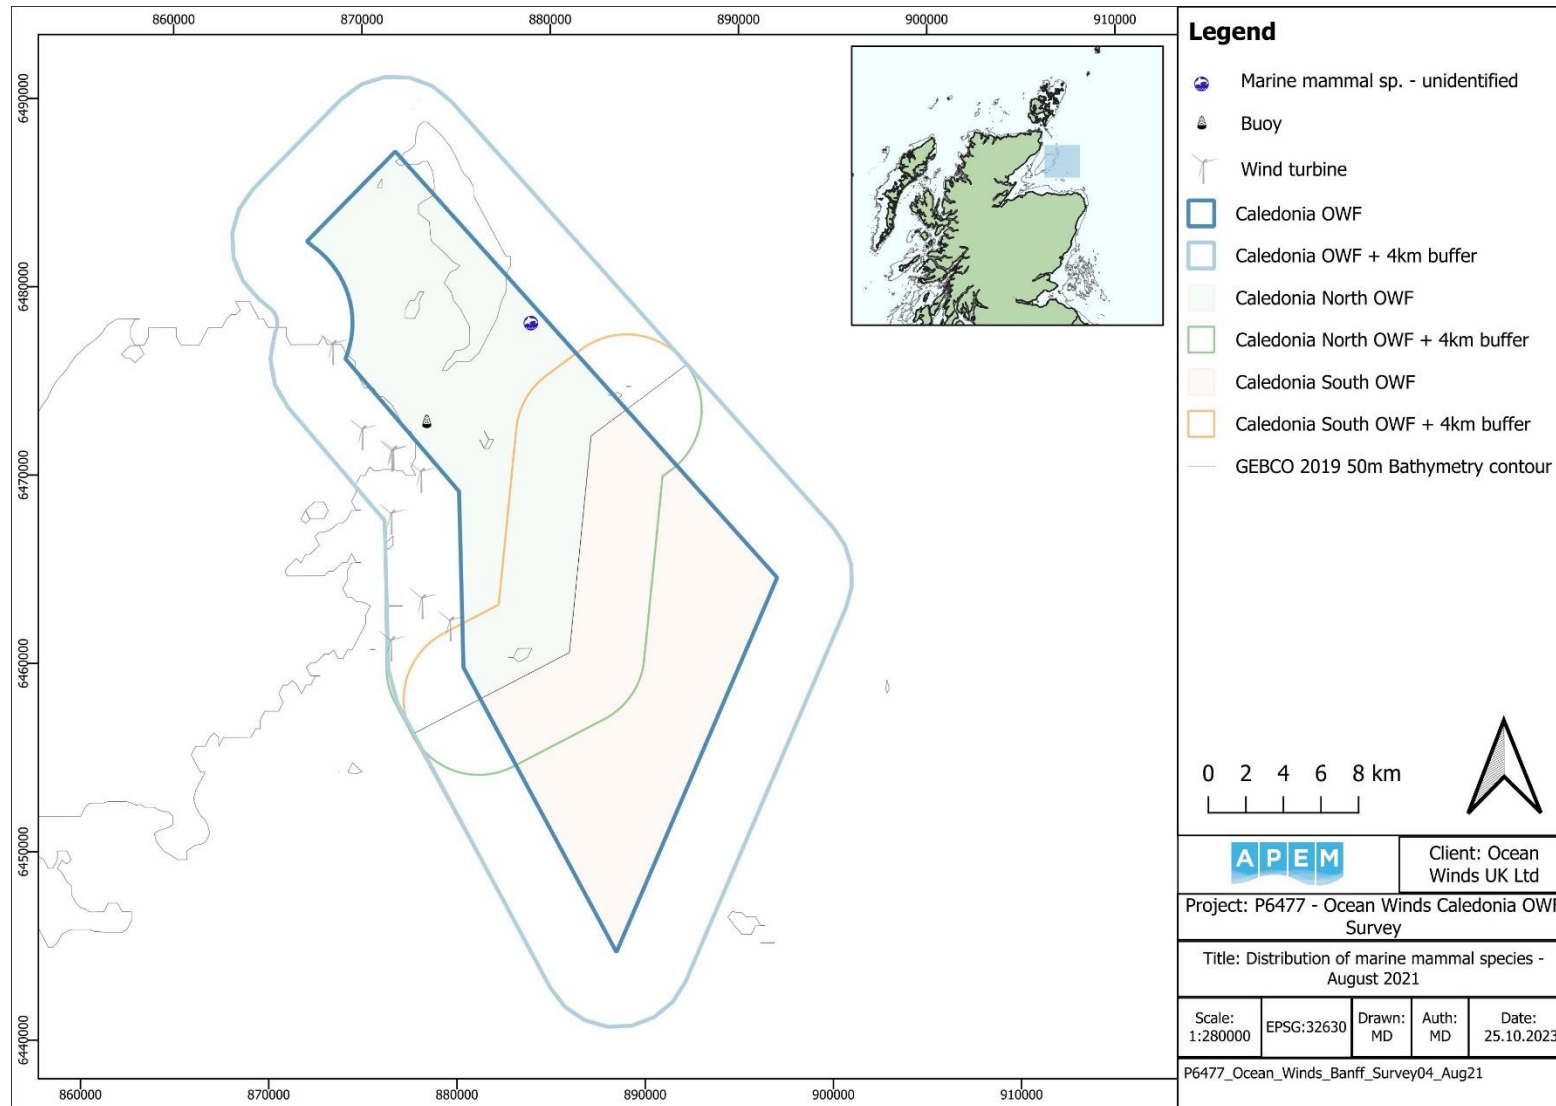 860000 870000 880000 890000 900000 910000
6490000
6480000
6470000
6460000
6450000
6440000
860000 870000 880000 890000 900000 910000
Legend
Marine mammal sp. - unidentified
Buoy
Wind turbine
Caledonia OWF
Caledonia OWF + 4km buffer
Caledonia North OWF
Caledonia North OWF + 4km buffer
Caledonia South OWF
Caledonia South OWF + 4km buffer
GEBCO 2019 50m Bathymetry contour
0 2 4 6 8 km
APEM
Client: Ocean
Winds UK Ltd
Project: P6477 - Ocean Winds Caledonia OWF
Survey
Title: Distribution of marine mammal species -
August 2021
Scale:
1:280000
EPSG:32630
Drawn:
MD
Auth:
MD
Date:
25.10.2023
P6477_Ocean_Winds_Banff_Survey04_Aug21